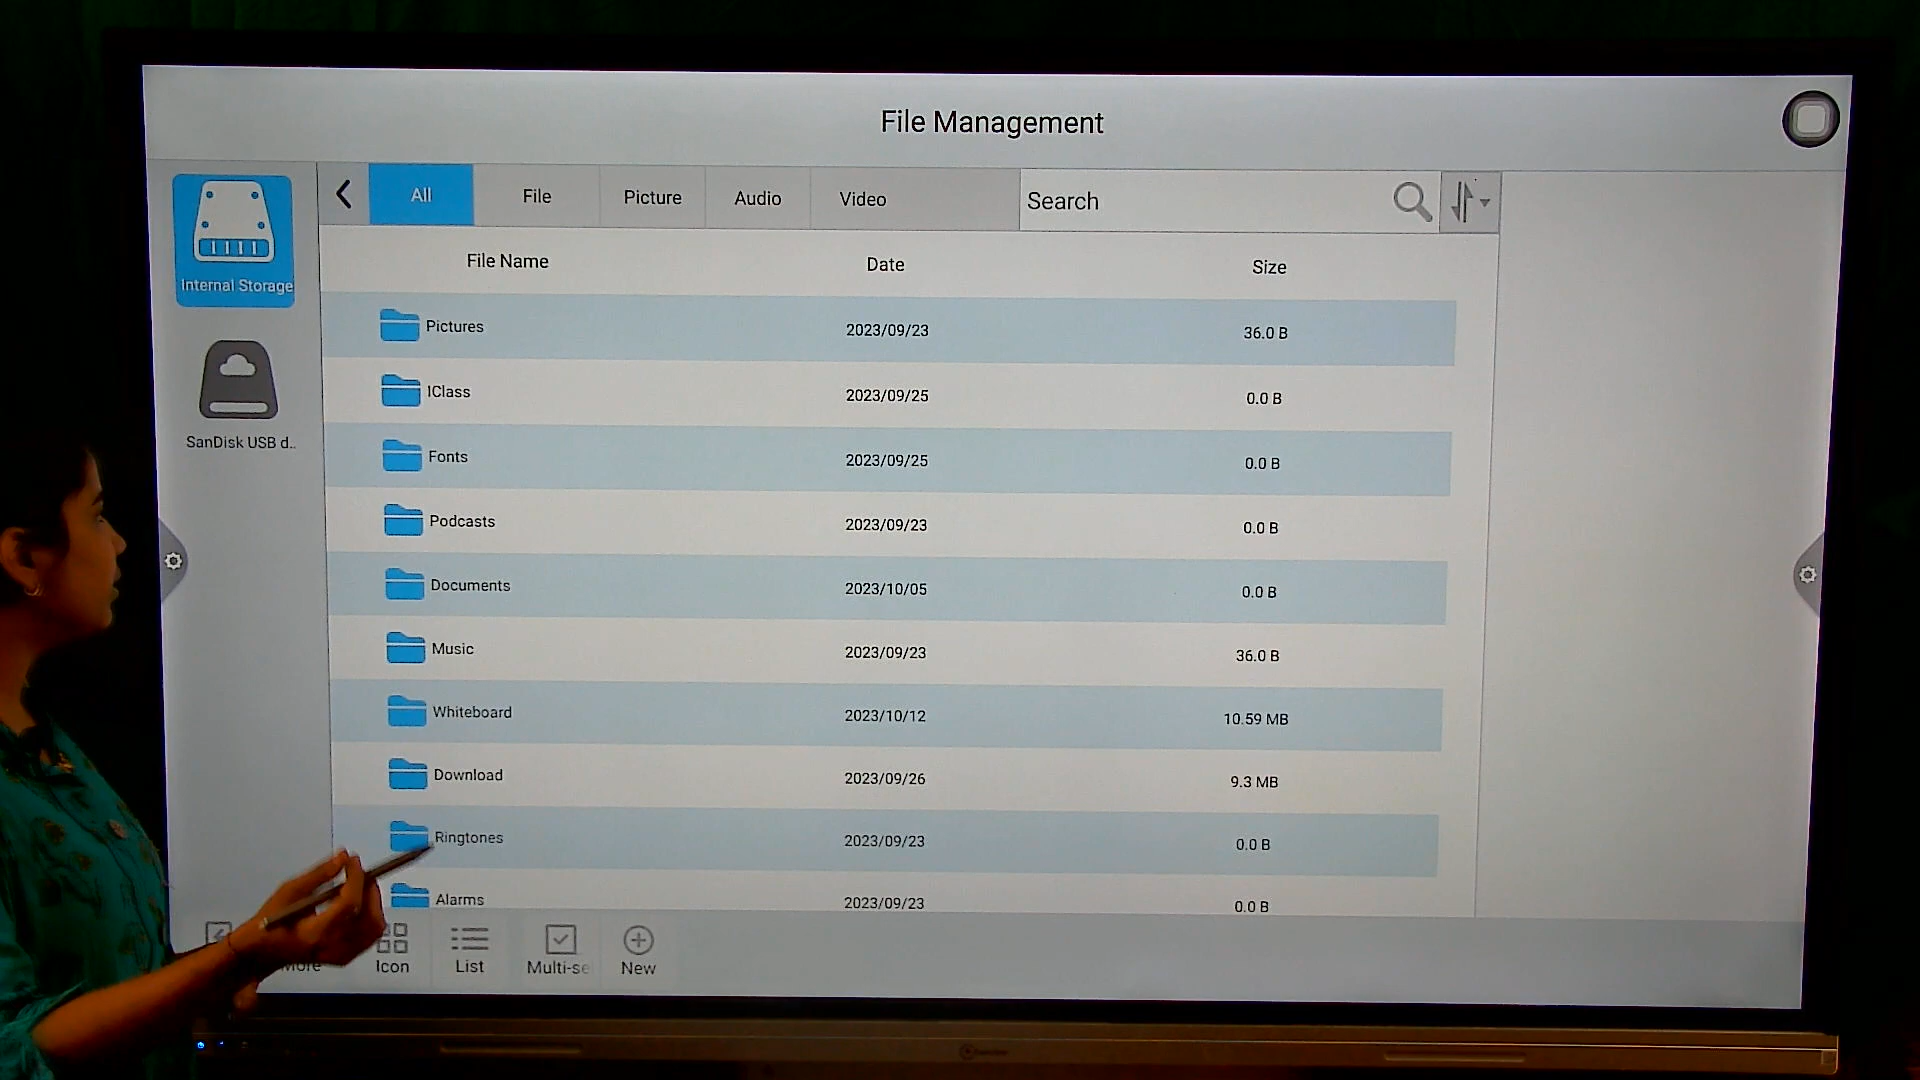 File Management
All File Picture Audio Video Search
Internal Storage
SanDisk USB d..
File Name Date Size
Pictures 2023/09/23 36.0 B
IClass 2023/09/25 0.0 B
Fonts 2023/09/25 0.0 B
Podcasts 2023/09/23 0.0 B
Documents 2023/10/05 0.0 B
Music 2023/09/23 36.0 B
Whiteboard 2023/10/12 10.59 MB
Download 2023/09/26 9.3 MB
Ringtones 2023/09/23 0.0 B
Alarms 2023/09/23 0.0 B
More Icon List Multi-se New